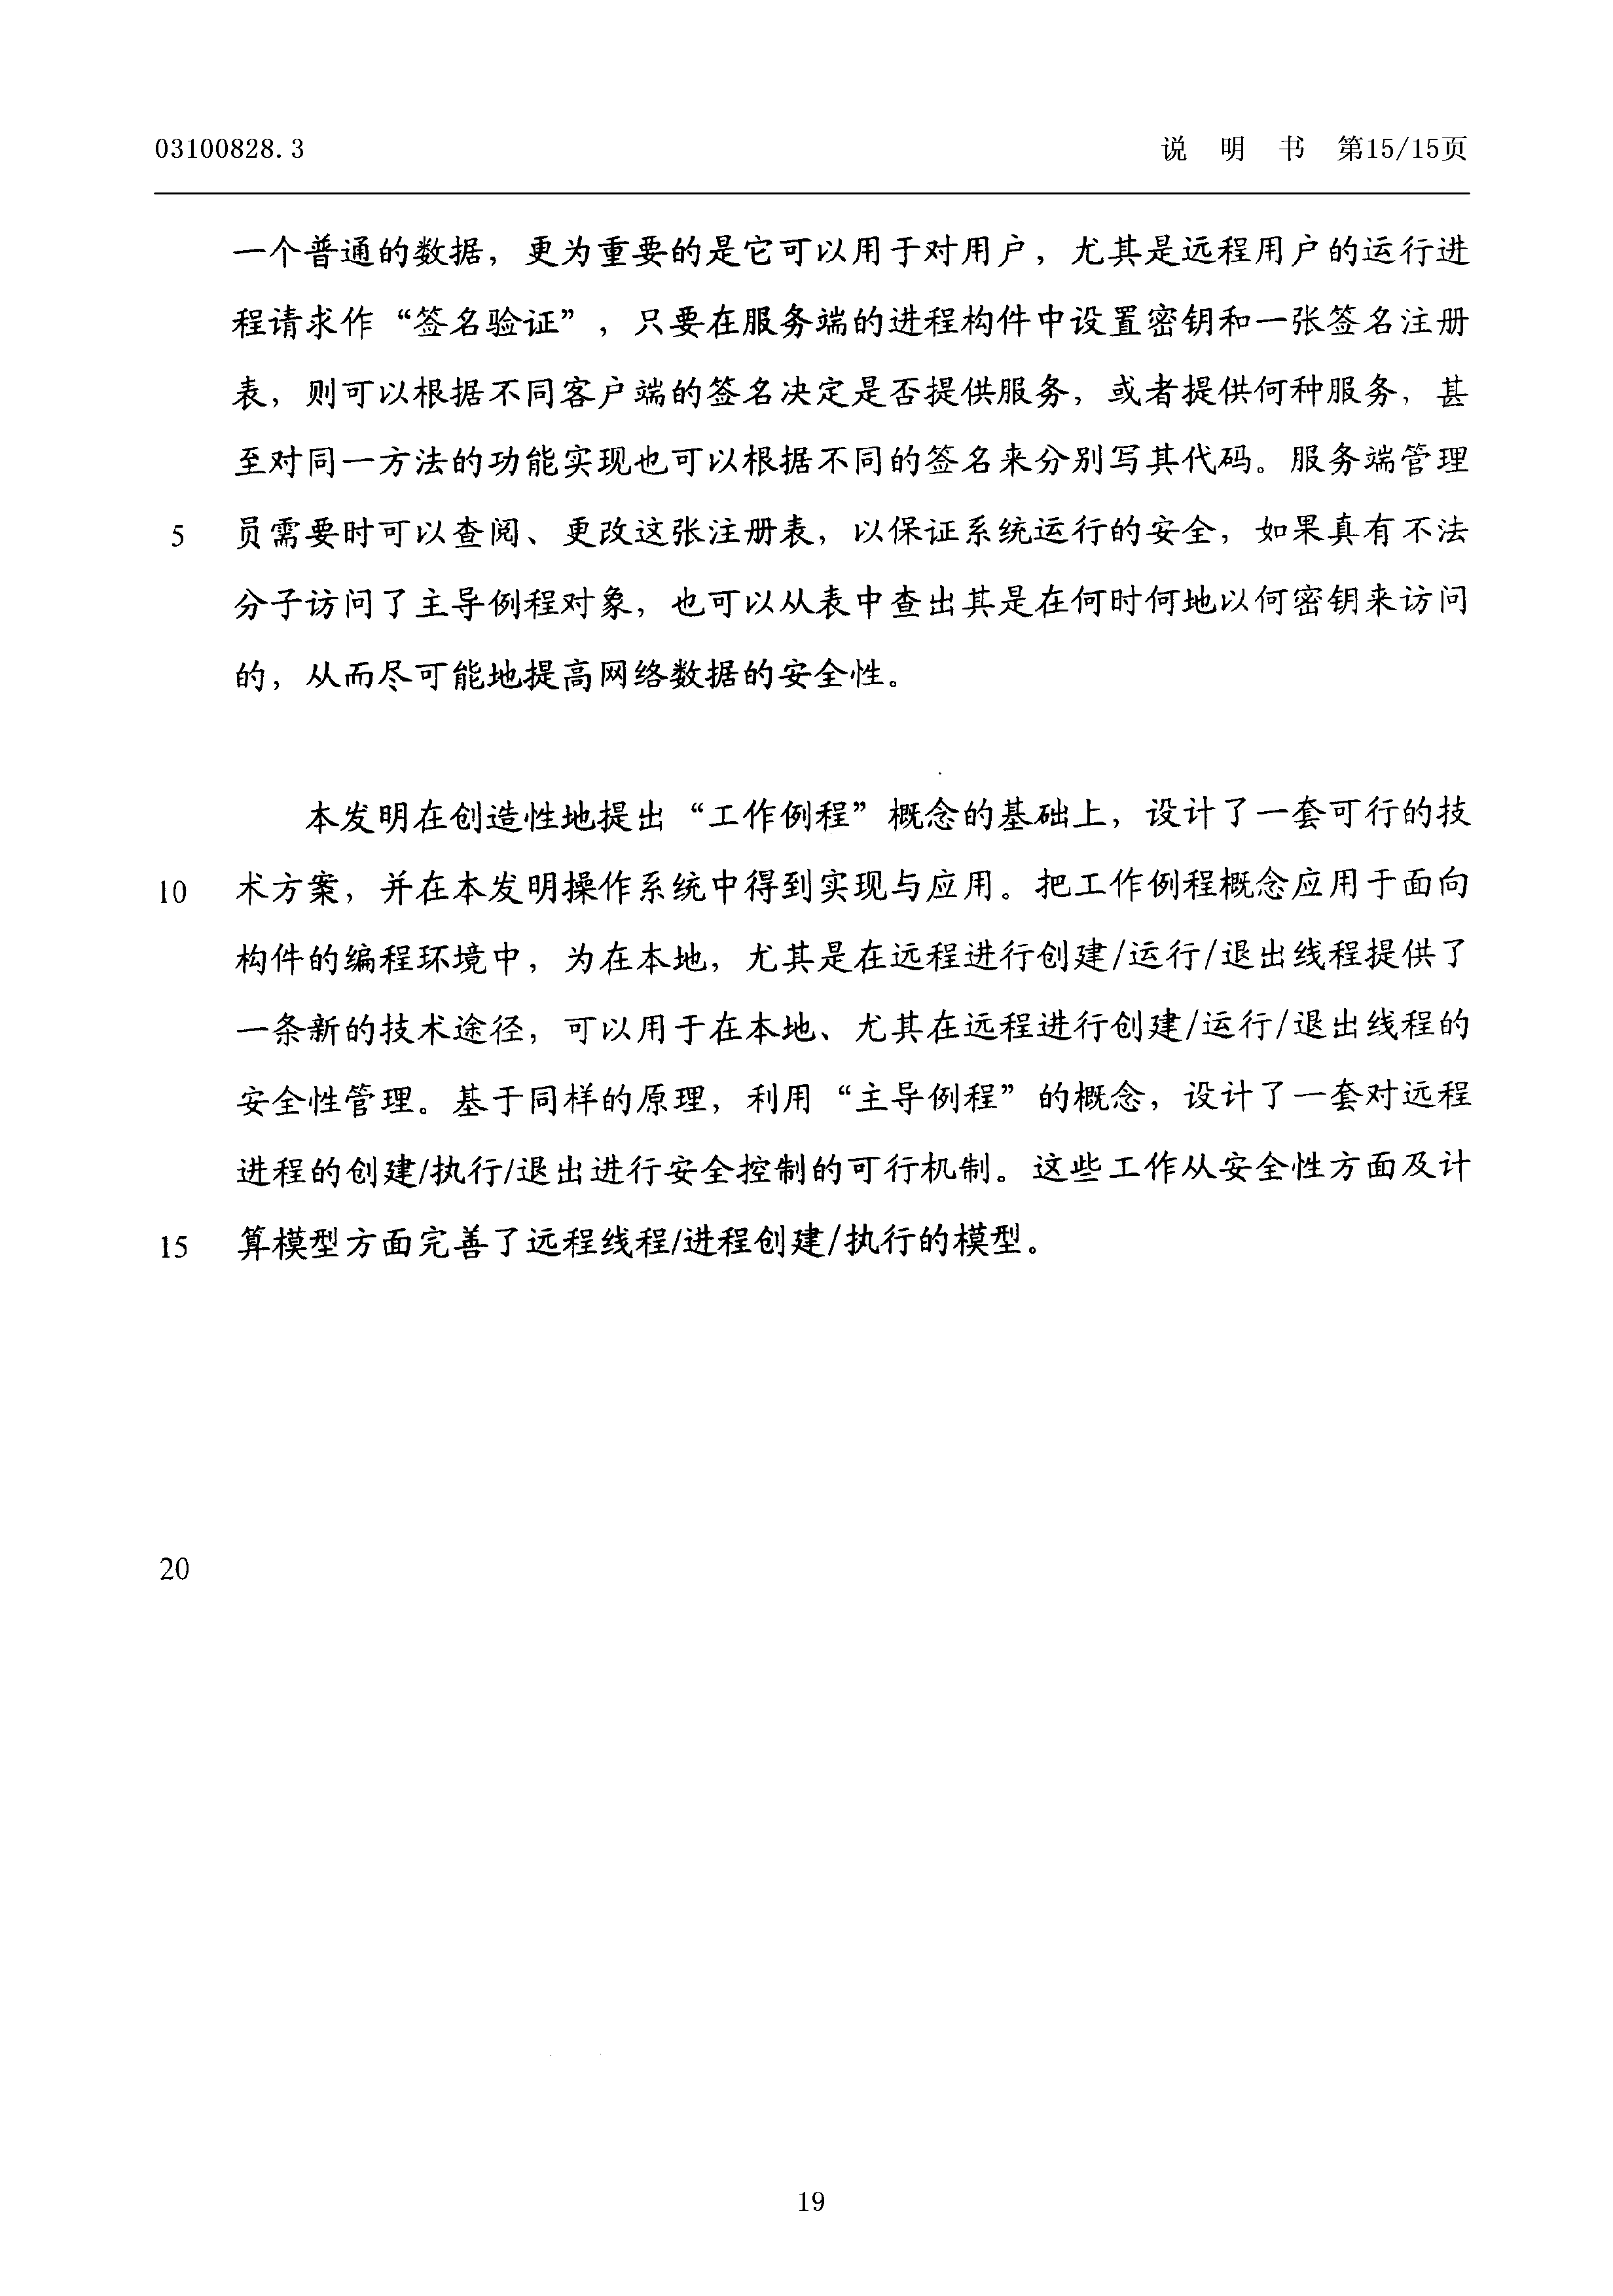 03100828.3 说 明 书 第15/15页
一个普通的数据，更为重要的是它可以用于对用户，尤其是远程用户的运行进
程请求作“签名验证”，只要在服务端的进程构件中设置密钥和一张签名注册
表，则可以根据不同客户端的签名决定是否提供服务，或者提供何种服务，甚
至对同一方法的功能实现也可以根据不同的签名来分别写其代码。服务端管理
5 员需要时可以查阅、更改这张注册表，以保证系统运行的安全，如果真有不法
分子访问了主导例程对象，也可以从表中查出其是在何时何地以何密钥来访问
的，从而尽可能地提高网络数据的安全性。
本发明在创造性地提出“工作例程”概念的基础上，设计了一套可行的技
10 术方案，并在本发明操作系统中得到实现与应用。把工作例程概念应用于面向
构件的编程环境中，为在本地，尤其是在远程进行创建/运行/退出线程提供了
一条新的技术途径，可以用于在本地、尤其在远程进行创建/运行/退出线程的
安全性管理。基于同样的原理，利用“主导例程”的概念，设计了一套对远程
进程的创建/执行/退出进行安全控制的可行机制。这些工作从安全性方面及计
15 算模型方面完善了远程线程/进程创建/执行的模型。
20
19